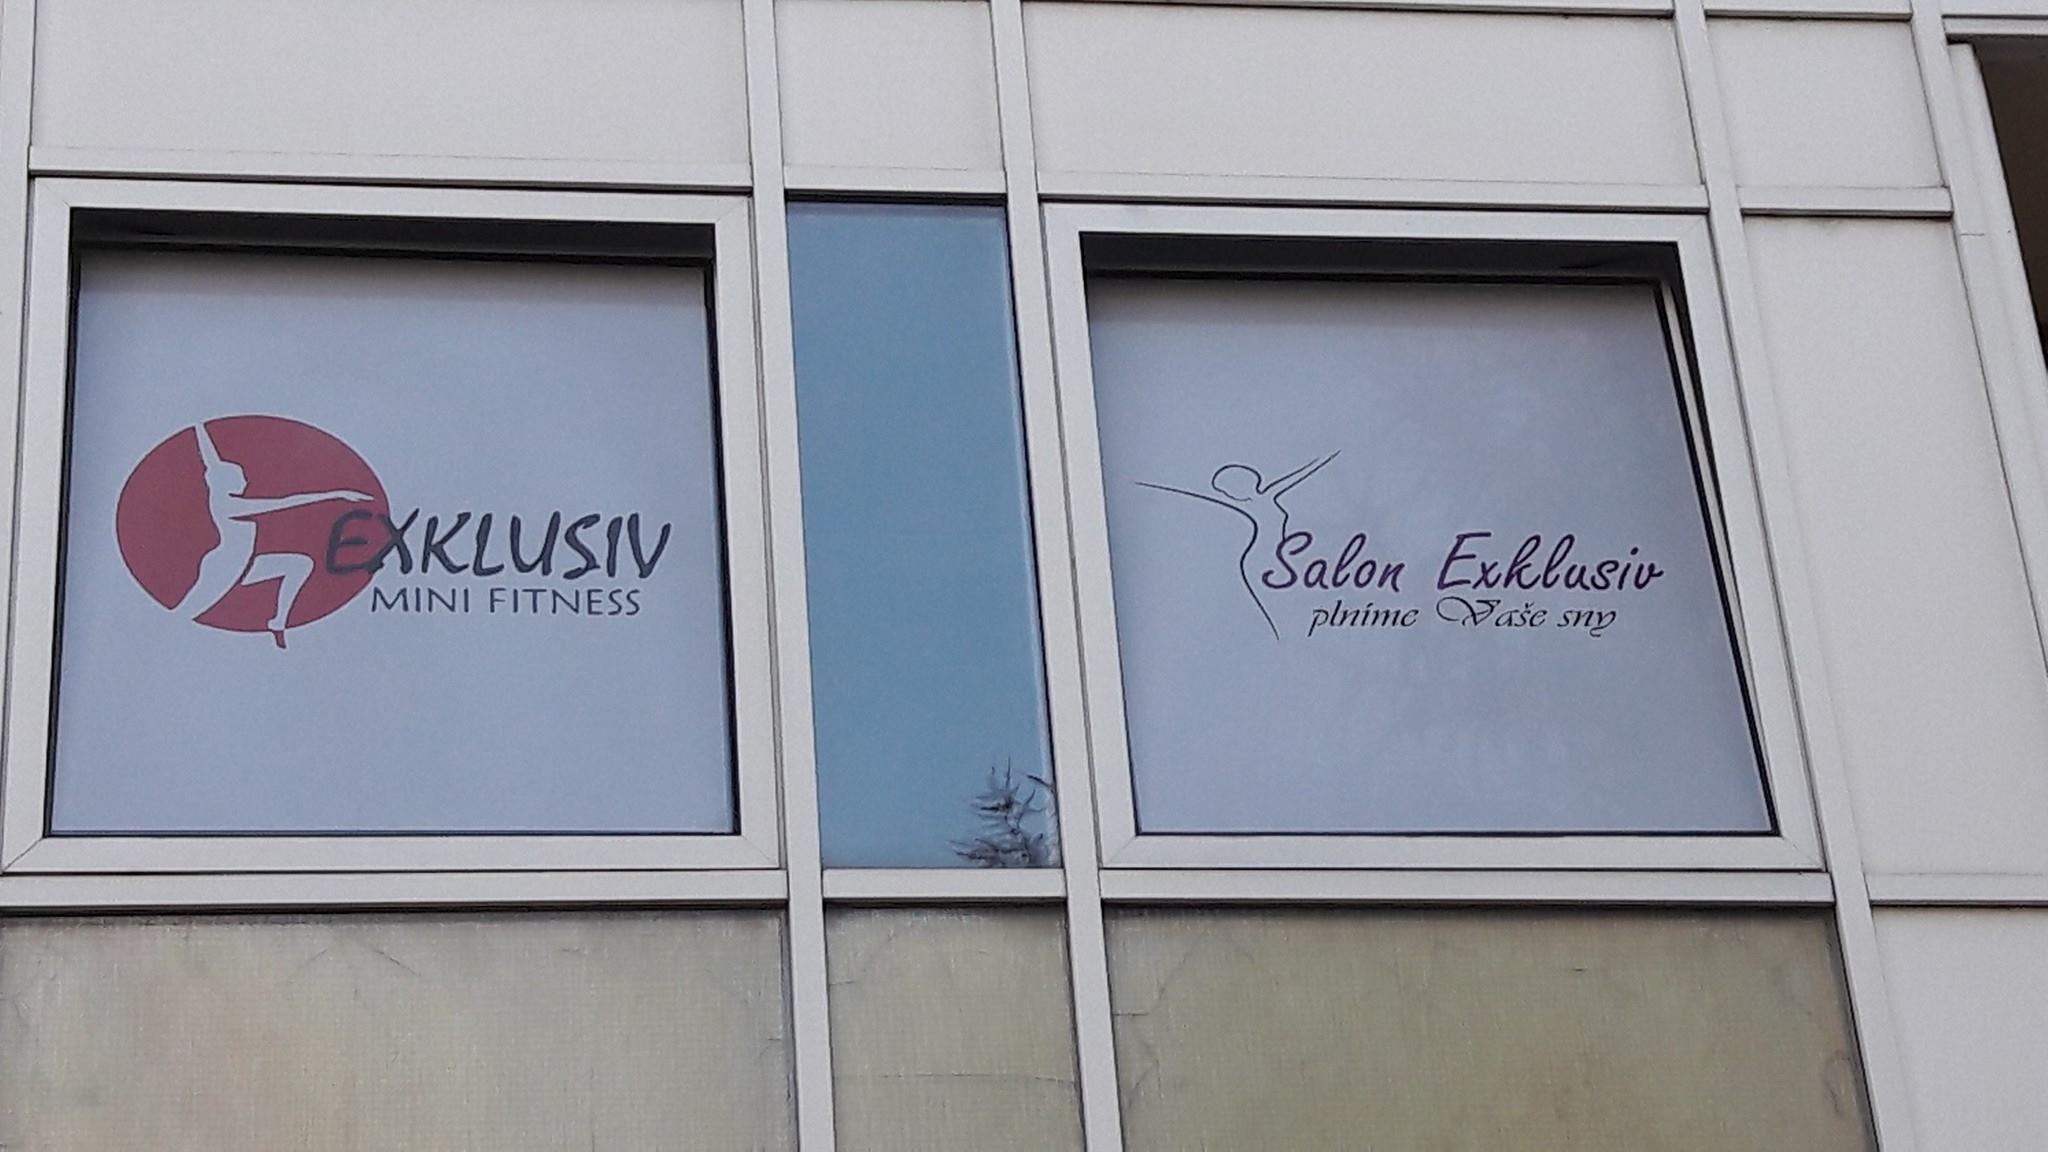 EXKLUSIV
MINI FITNESS
Salon Exklusiv
plníme Vaše sny